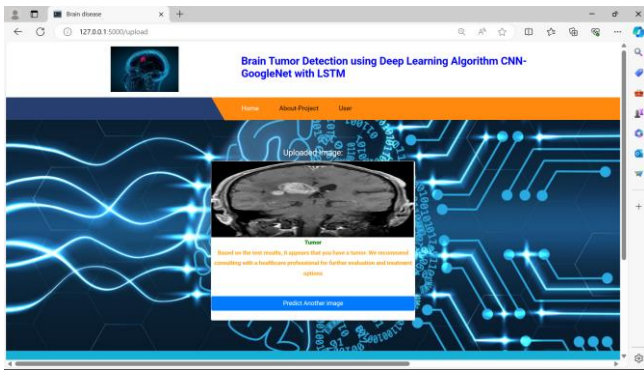 Brain disease
127.0.0.1:5000/upload
Brain Tumor Detection using Deep Learning Algorithm CNN-
GoogleNet with LSTM
Home About-Project User
Uploaded Image:
Tumor
Based on the test results, it appears that you have a tumor. We recommend
consulting with a healthcare professional for further evaluation and treatment
options
Predict Another image